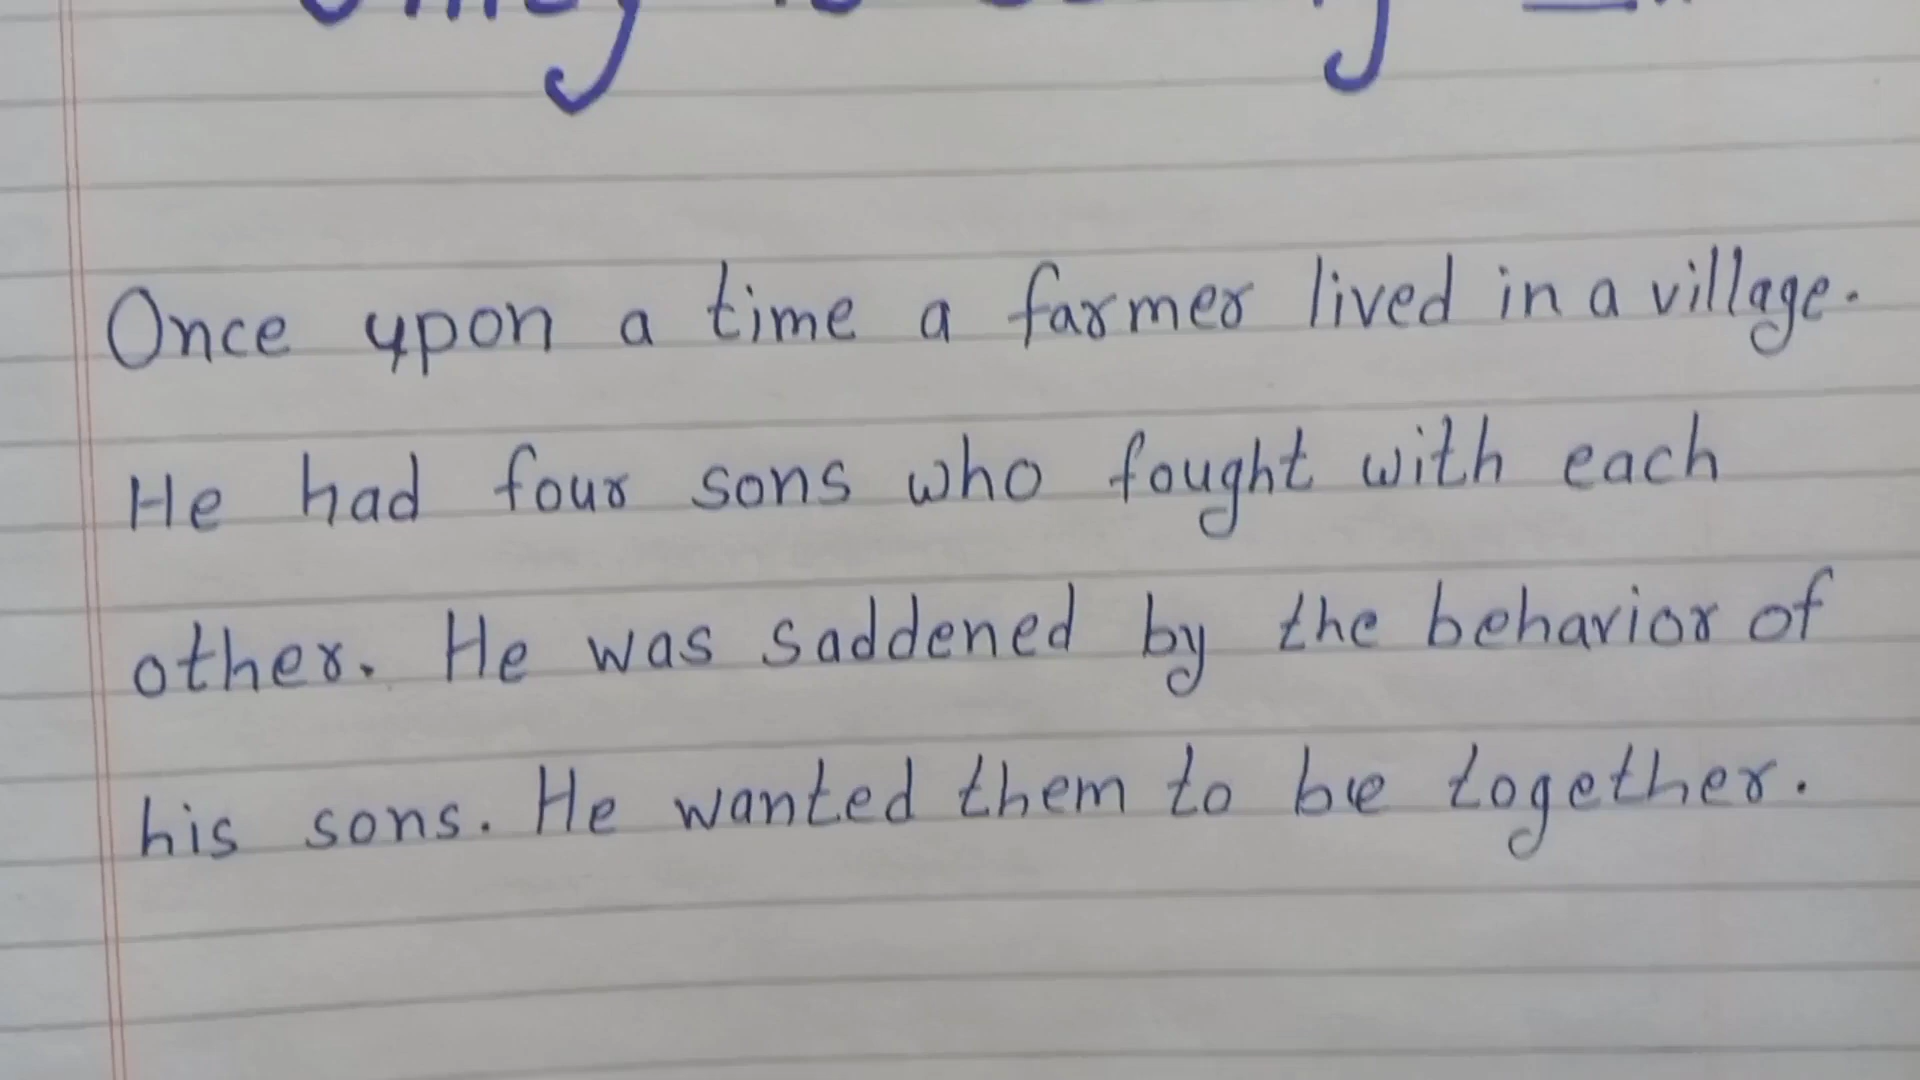 Once upon a time a farmer lived in a village.
He had four sons who fought with each
other. He was saddened by the behavior of
his sons. He wanted them to be together.